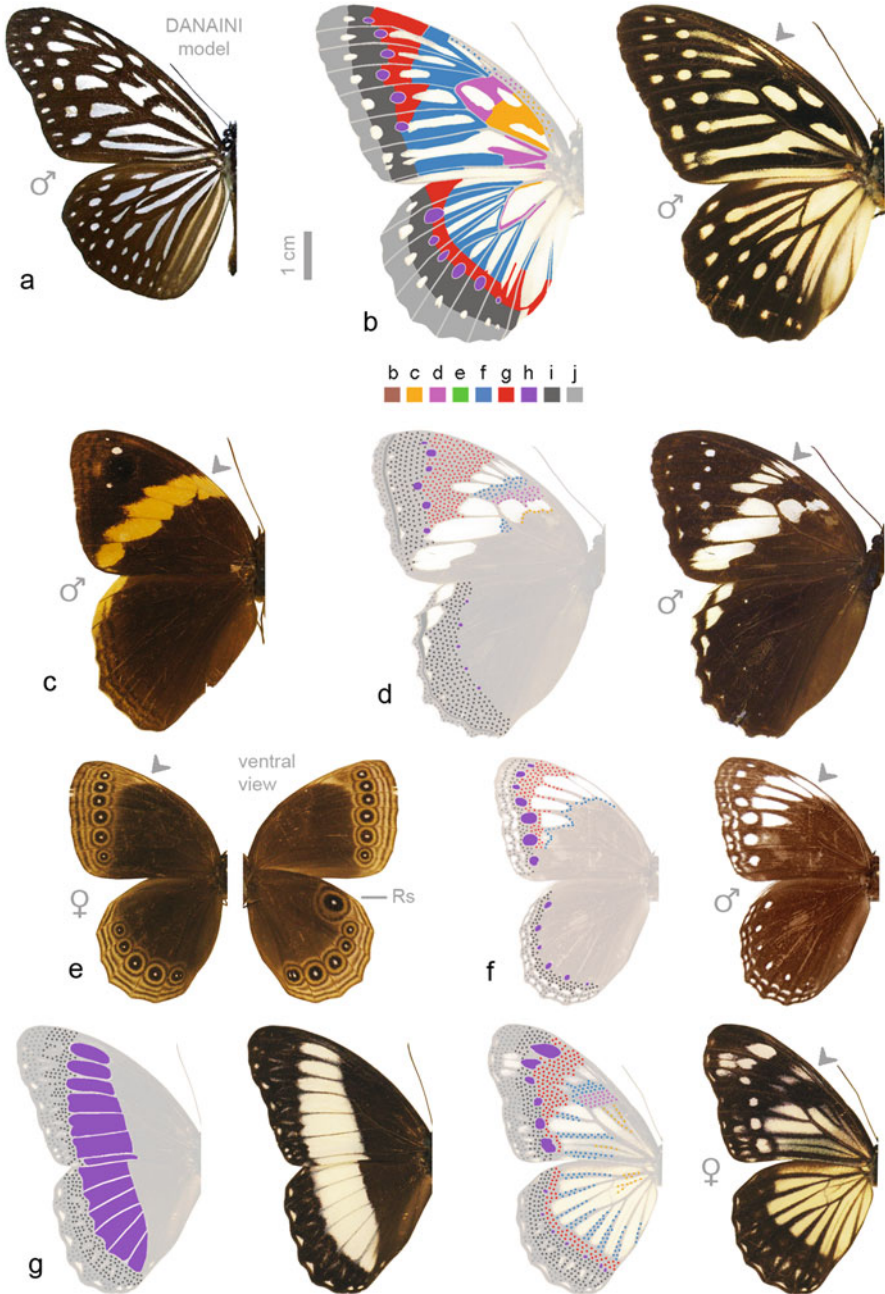 DANAINI
model
♂
a
1 cm
b
♂
b c d e f g h i j
♂
c
d
♂
ventral
view
♀
Rs
e
f
♂
g
♀